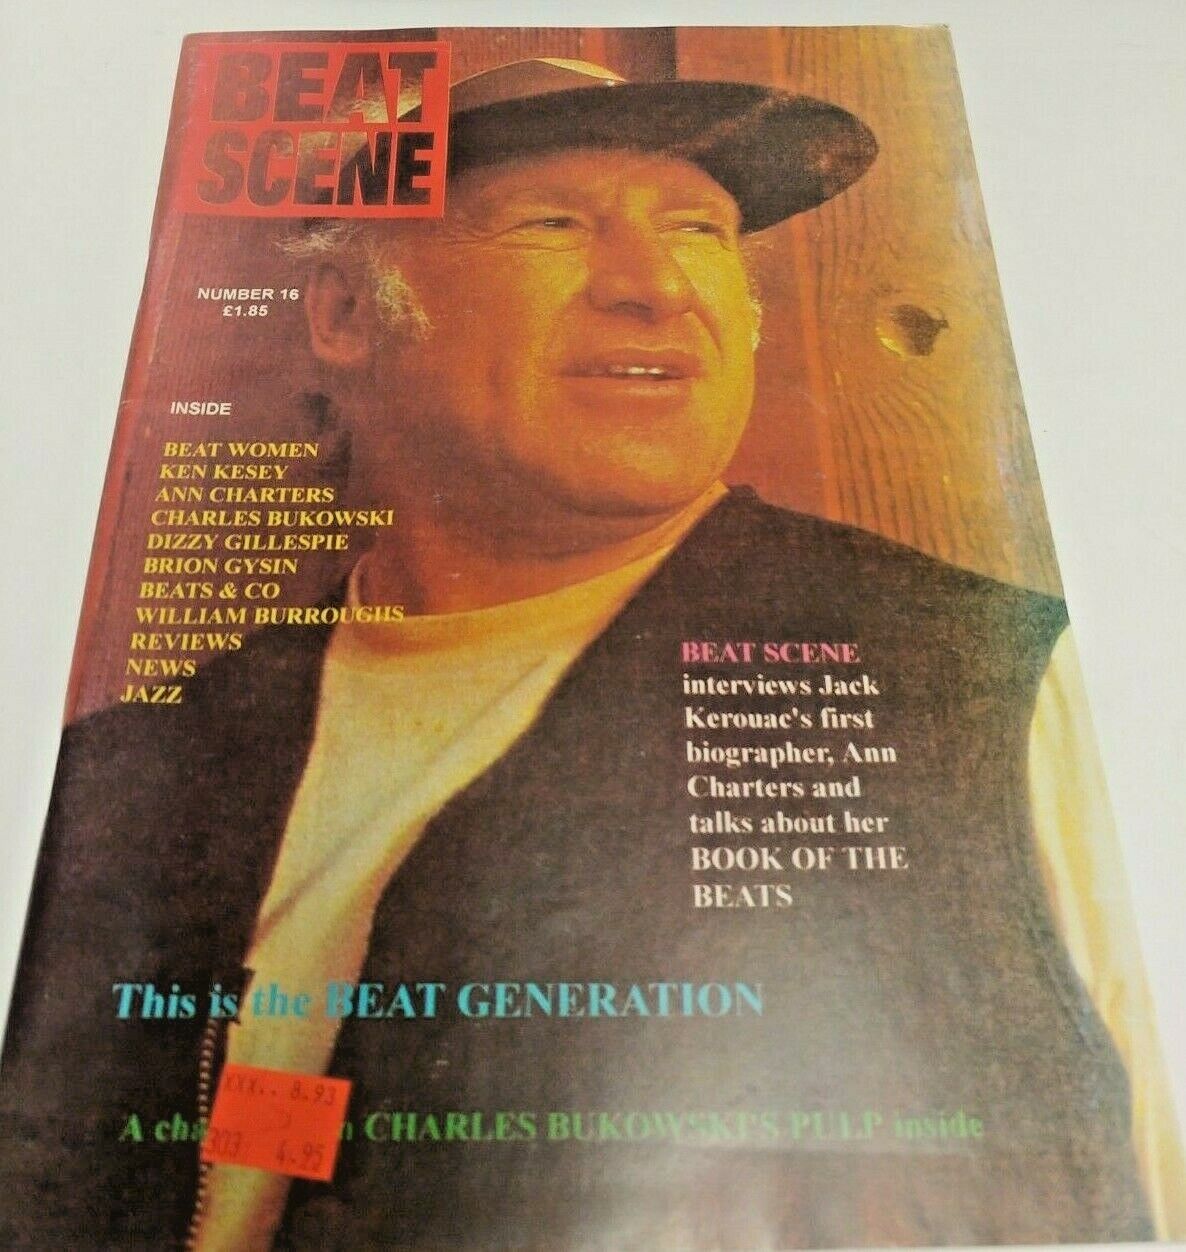 BEAT
SCENE
NUMBER 16
£1.85
INSIDE
BEAT WOMEN
KEN KESEY
ANN CHARTERS
CHARLES BUKOWSKI
DIZZY GILLESPIE
BRION GYSIN
BEATS & CO
WILLIAM BURROUGHS
REVIEWS
NEWS
JAZZ
BEAT SCENE
interviews Jack
Kerouac's first
biographer, Ann
Charters and
talks about her
BOOK OF THE
BEATS
This is the BEAT GENERATION
A CHARLES BUKOWSKI'S PULP inside
XXX.. 8.93
303 4.95